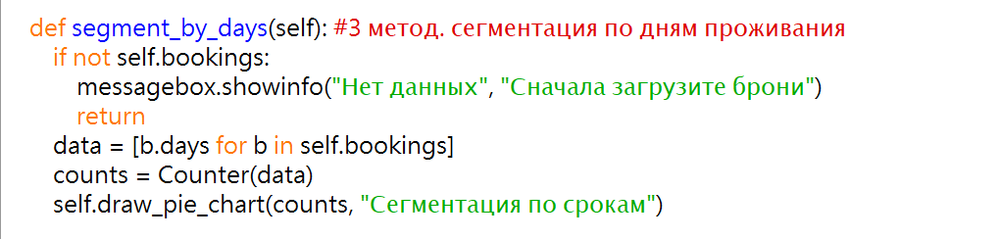 def segment_by_days(self): #3 метод. сегментация по дням проживания
if not self.bookings:
messagebox.showinfo("Нет данных", "Сначала загрузите брони")
return
data = [b.days for b in self.bookings]
counts = Counter(data)
self.draw_pie_chart(counts, "Сегментация по срокам")